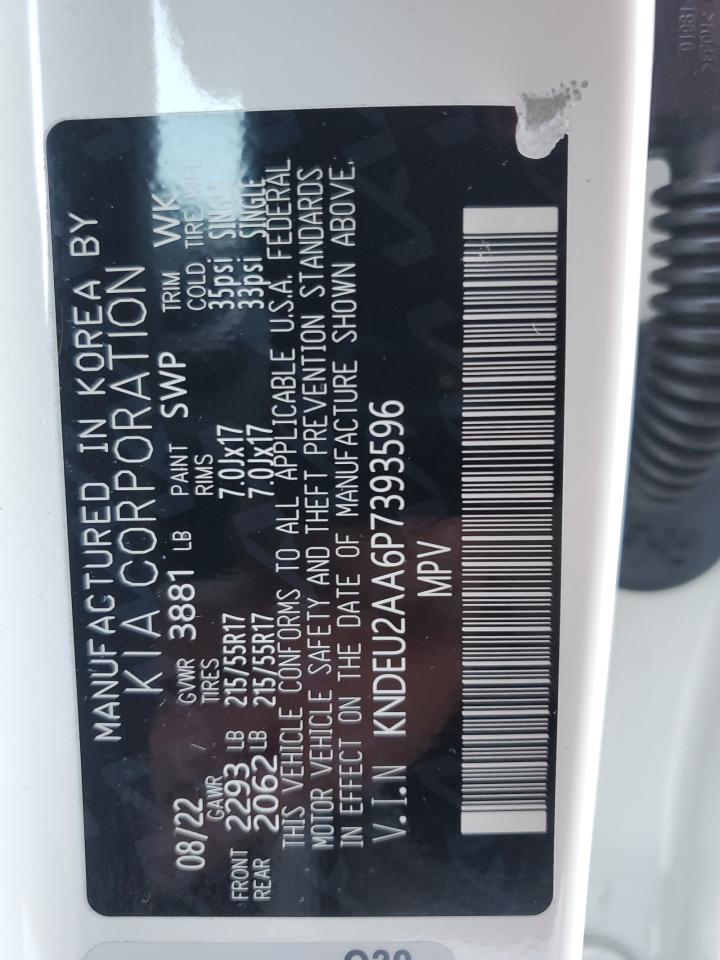 MANUFACTURED IN KOREA BY
KIA CORPORATION
08/22 GVWR 3881 LB PAINT SWP TRIM WK
GAWR TIRES RIMS COLD TIRE INFL
FRONT 2293 LB 215/55R17 7.0JX17 35psi SINGLE
REAR 2062 LB 215/55R17 7.0JX17 33psi SINGLE
THIS VEHICLE CONFORMS TO ALL APPLICABLE U.S.A. FEDERAL
MOTOR VEHICLE SAFETY AND THEFT PREVENTION STANDARDS
IN EFFECT ON THE DATE OF MANUFACTURE SHOWN ABOVE.
V.I.N KNDEU2AA6P7393596
MPV